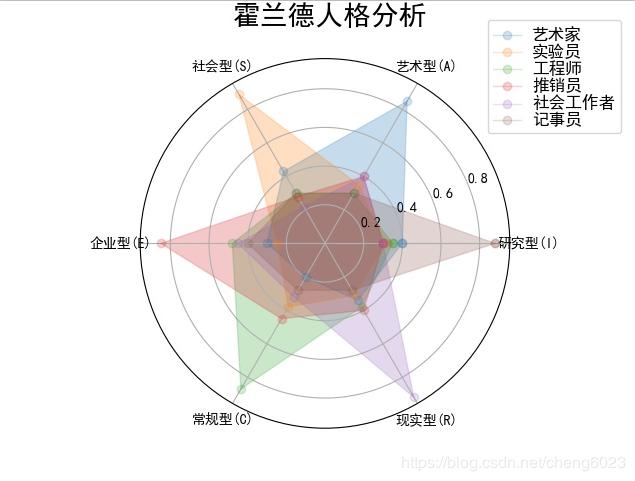 霍兰德人格分析
艺术家
实验员
工程师
推销员
社会工作者
记事员
社会型(S)
艺术型(A)
0.8
0.6
0.4
0.2
企业型(E)
研究型(I)
常规型(C)
现实型(R)
https://blog.csdn.net/cheng6023